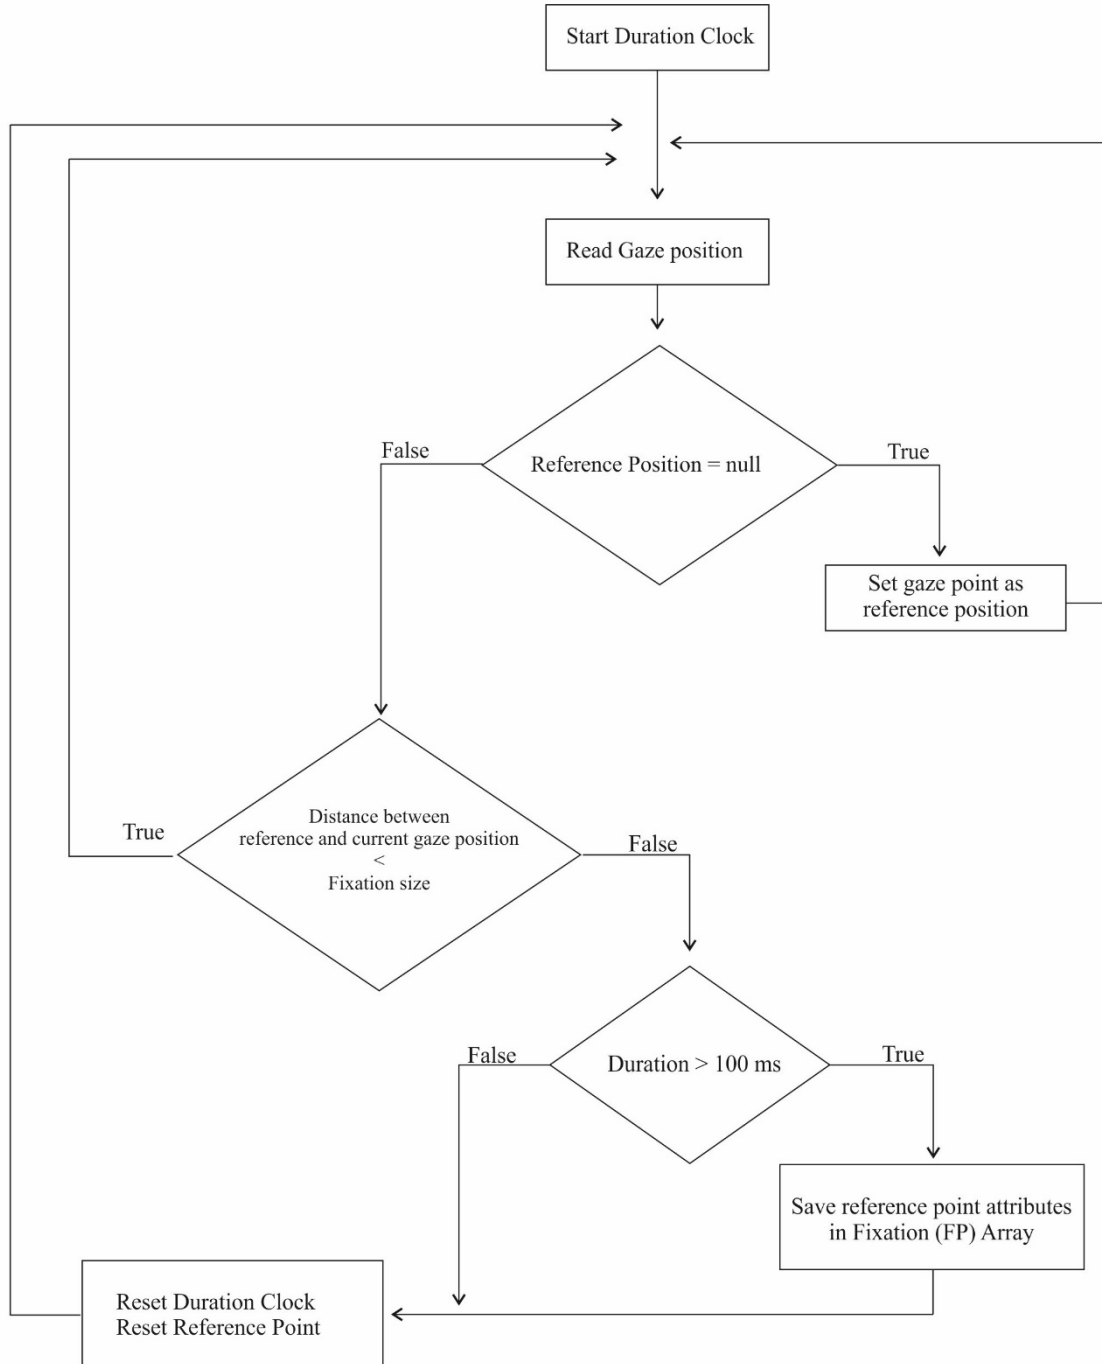 Start Duration Clock
Read Gaze position
False
True
Reference Position = null
Set gaze point as
reference position
Distance between
reference and current gaze position
<
Fixation size
True
False
False
True
Duration > 100 ms
Save reference point attributes
in Fixation (FP) Array
Reset Duration Clock
Reset Reference Point